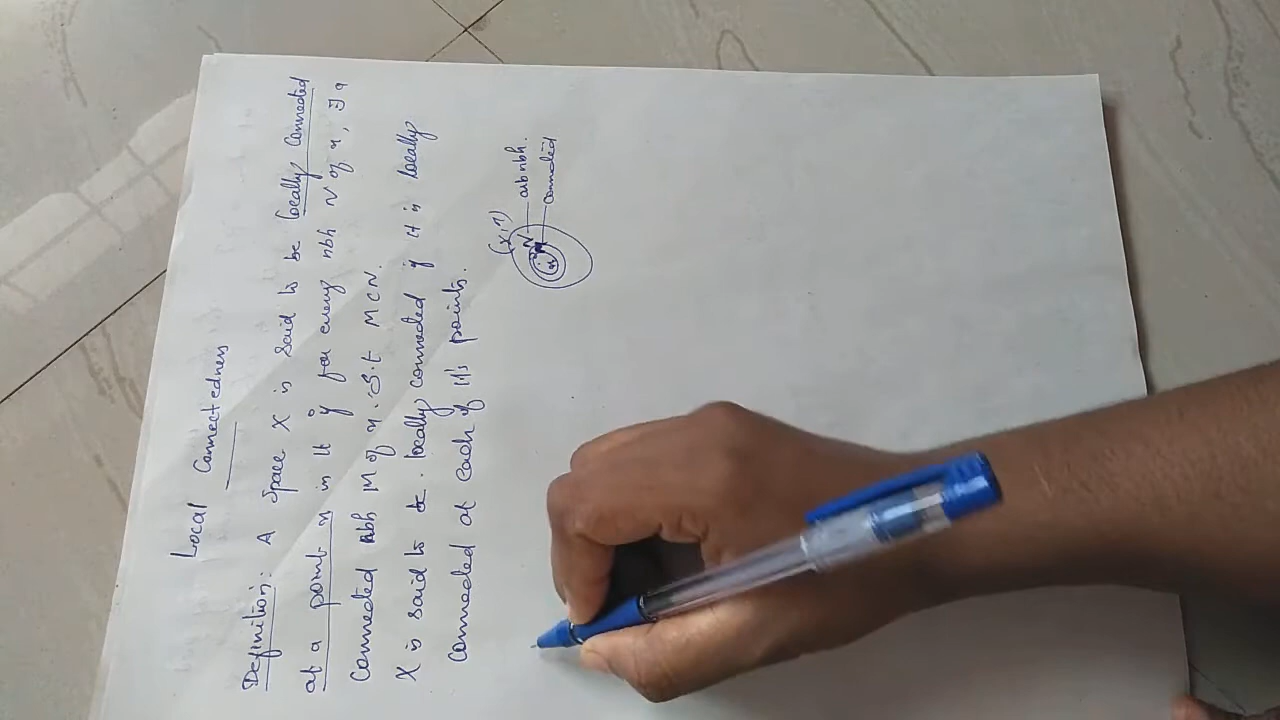 Local Connectedness
Definition: A Space X is said to be locally connected
at a point x in it if for every nbh N of x, ∃ a
connected nbh M of x. S.t M⊂N.
X is said to be. locally connected if it is locally
Connected at each of it's points.
(X,T)
N
arb nbh.
M
connected
x